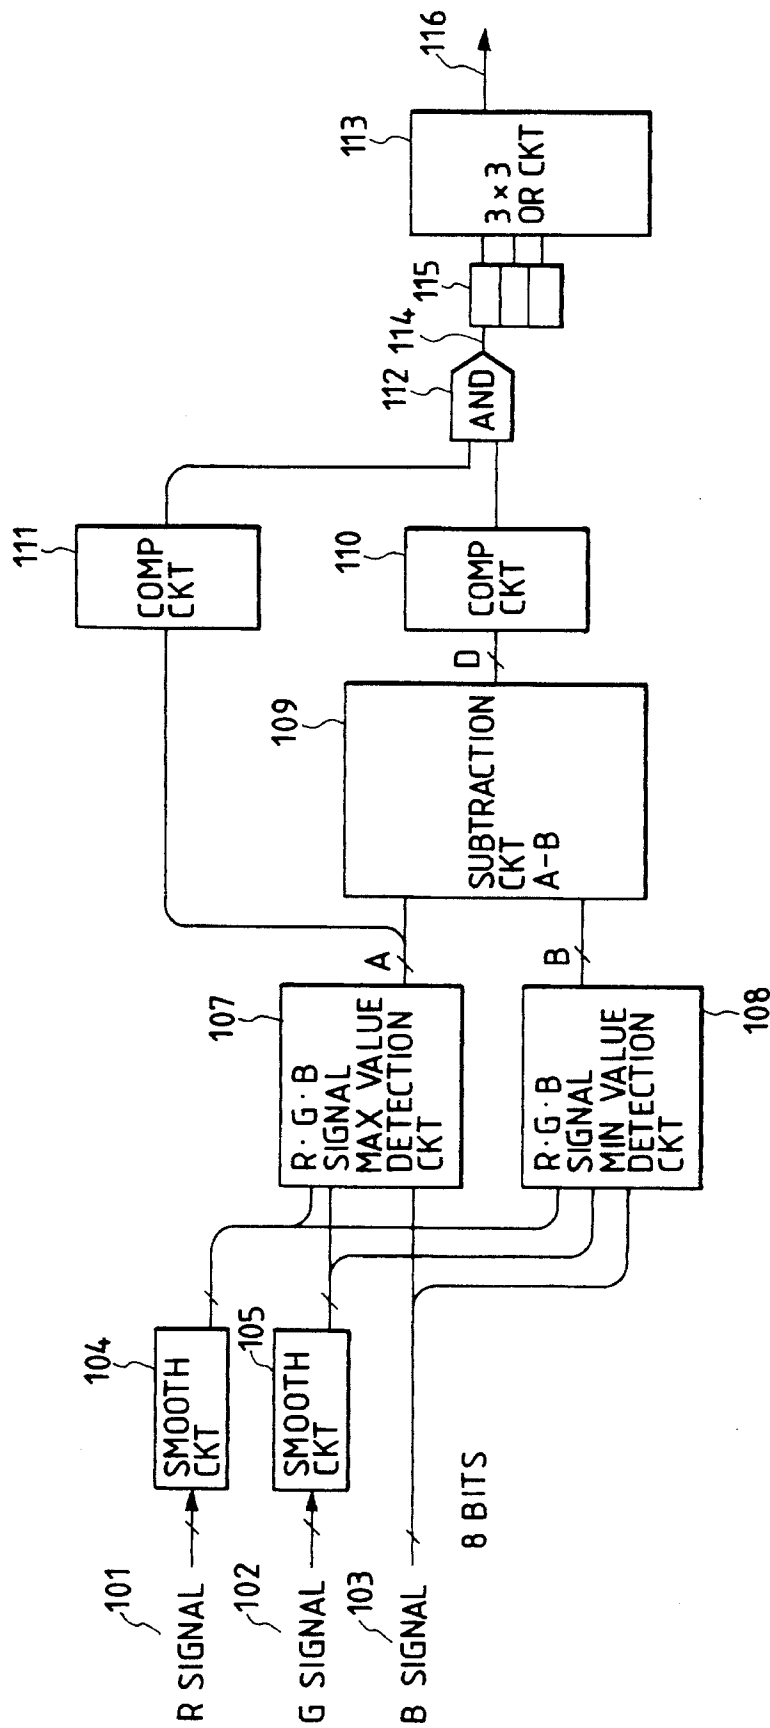 101
R SIGNAL
102
G SIGNAL
103
B SIGNAL
8 BITS
104
SMOOTH
CKT
105
SMOOTH
CKT
107
R·G·B
SIGNAL
MAX VALUE
DETECTION
CKT
108
R·G·B
SIGNAL
MIN VALUE
DETECTION
CKT
A
B
109
SUBTRACTION
CKT
A-B
D
111
COMP
CKT
110
COMP
CKT
112
AND
114
115
113
3×3
OR CKT
116